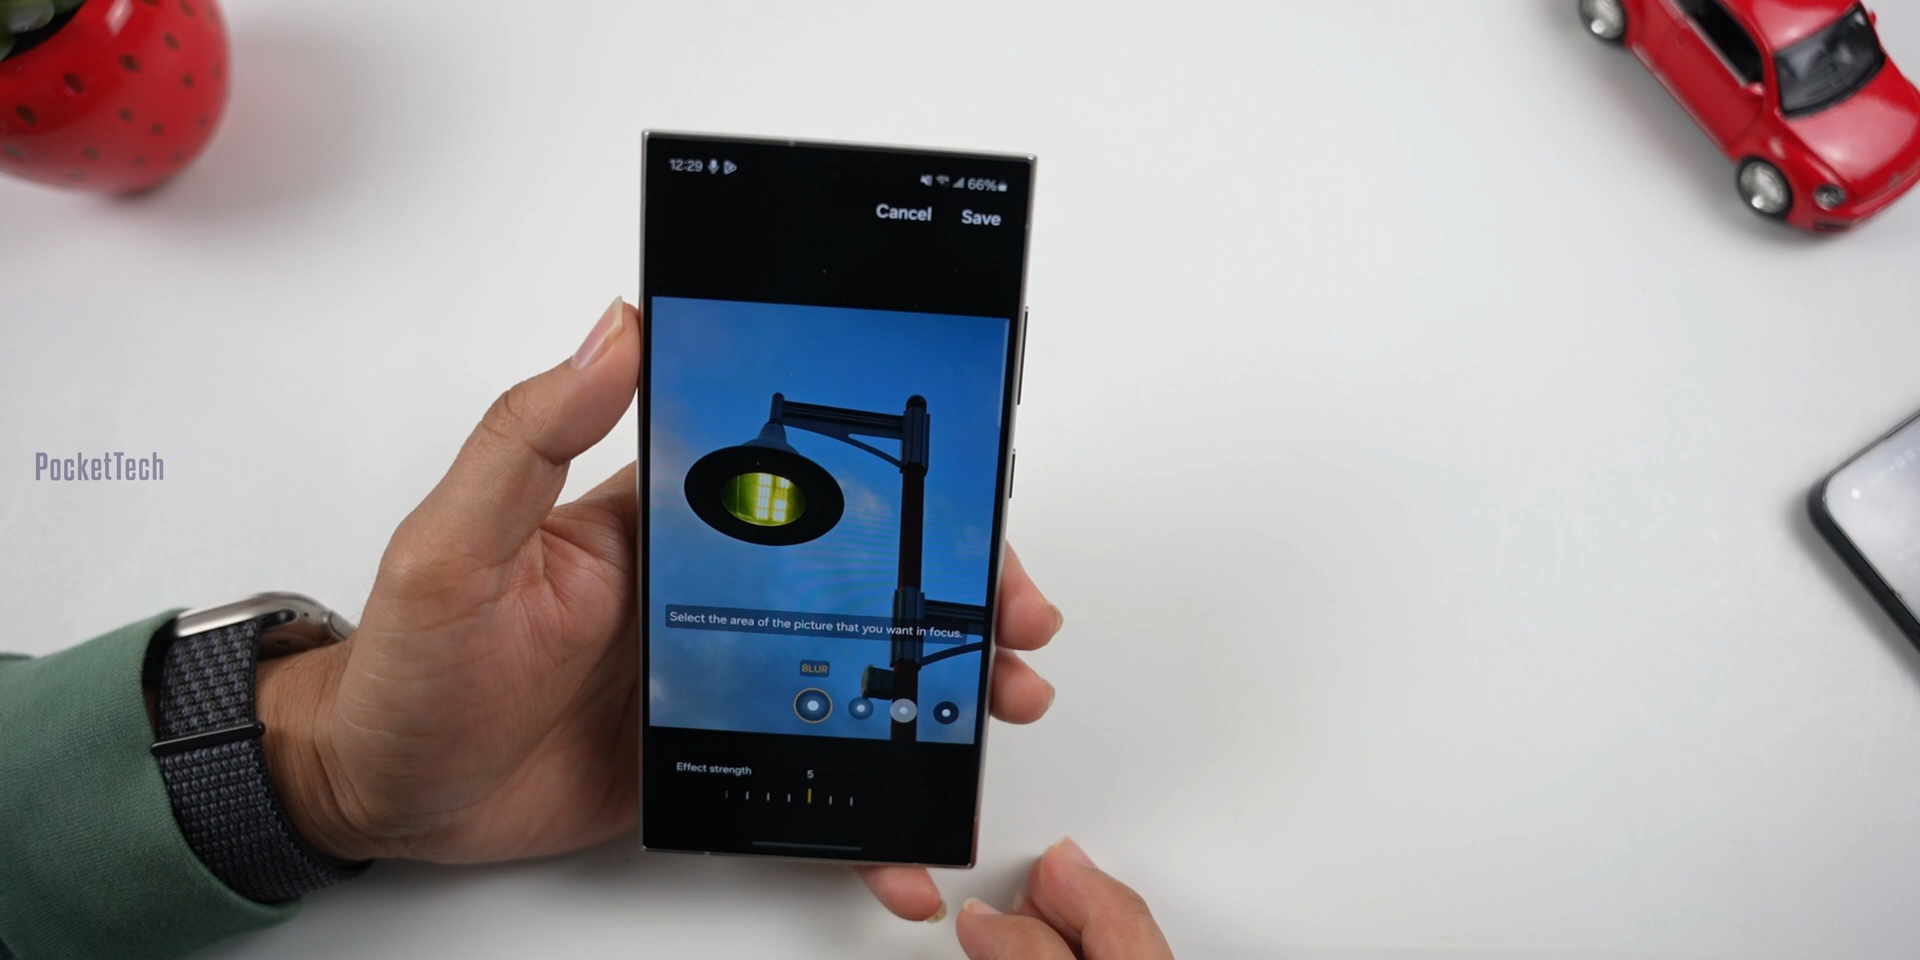 12:29
66%
Cancel Save
PocketTech
Select the area of the picture that you want in focus.
BLUR
Effect strength 5